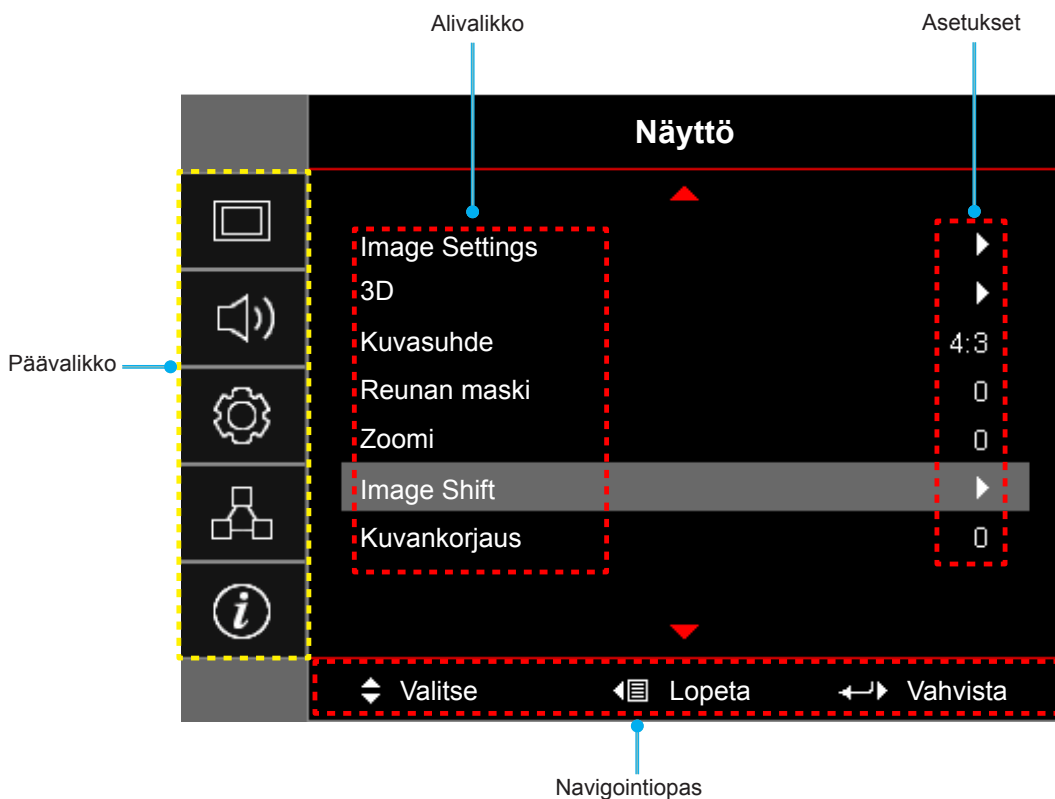 Alivalikko
Asetukset
Näyttö
Image Settings
3D
Kuvasuhde 4:3
Päävalikko
Reunan maski 0
Zoomi 0
Image Shift
Kuvankorjaus 0
i
Valitse Lopeta Vahvista
Navigointiopas